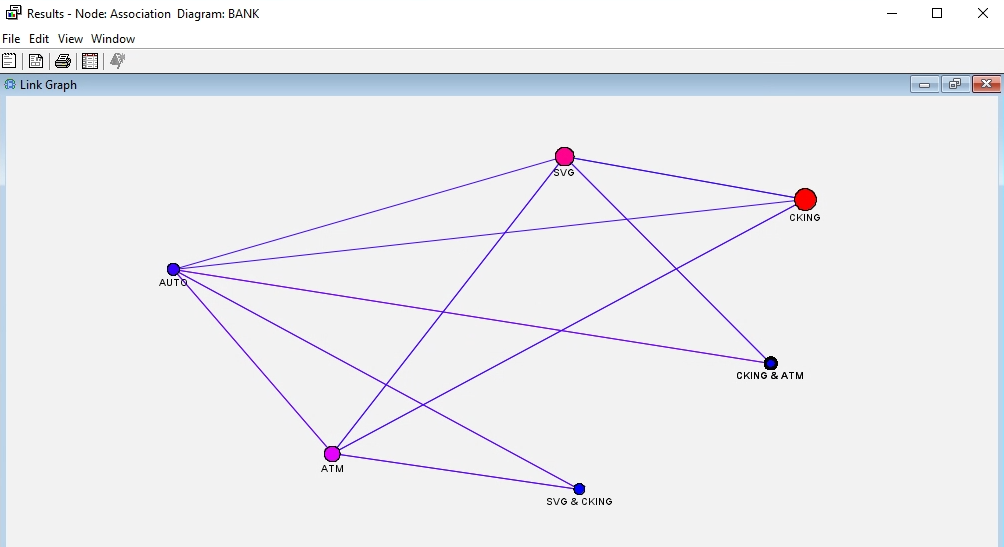 Results - Node: Association  Diagram: BANK
File  Edit  View  Window
Link Graph
SVG
CKING
AUTO
CKING & ATM
ATM
SVG & CKING